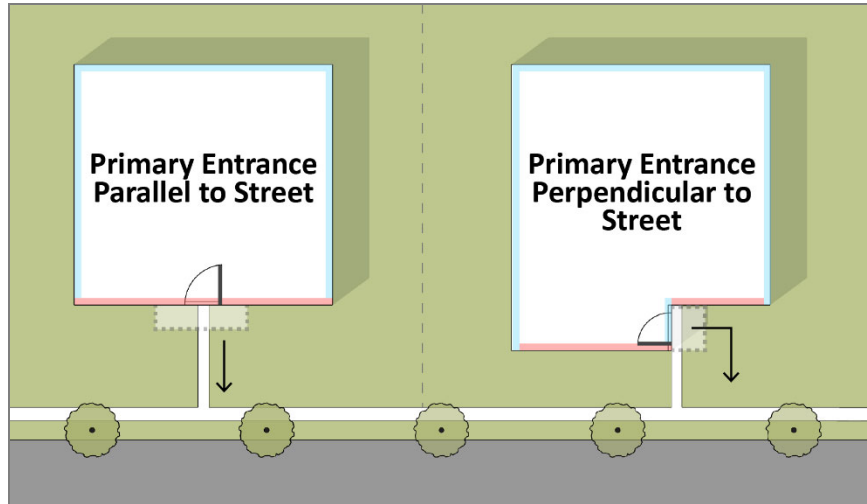 Primary Entrance
Parallel to Street
Primary Entrance
Perpendicular to
Street